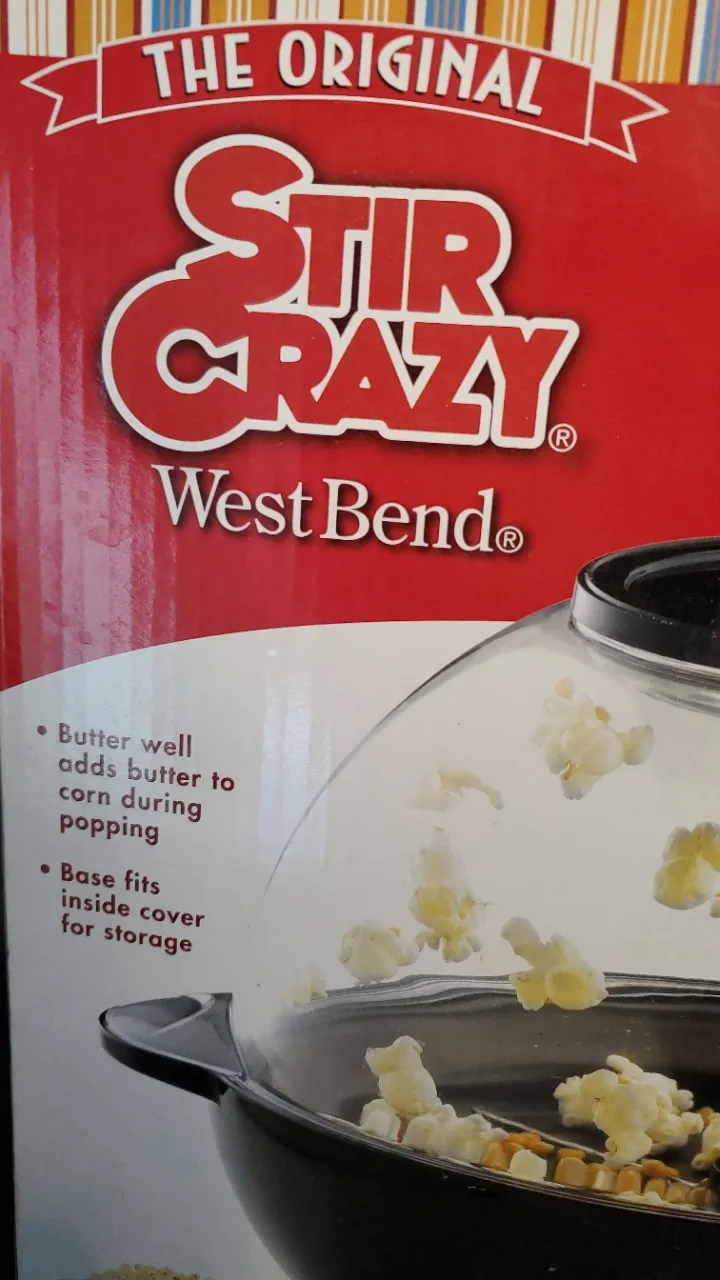 THE ORIGINAL
STIR
CRAZY®
West Bend®
• Butter well
adds butter to
corn during
popping
• Base fits
inside cover
for storage